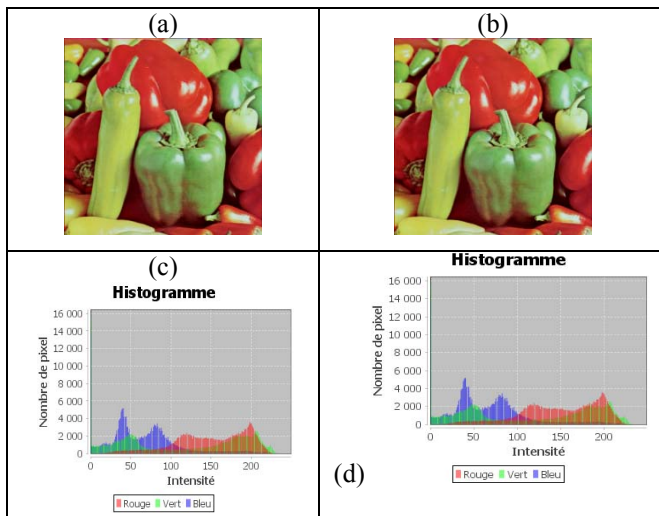 (a)
(b)
(c)
Histogramme
Nombre de pixel
16 000
14 000
12 000
10 000
8 000
6 000
4 000
2 000
0
0 50 100 150 200
Intensité
Rouge Vert Bleu
Histogramme
Nombre de pixel
16 000
14 000
12 000
10 000
8 000
6 000
4 000
2 000
0
0 50 100 150 200
Intensité
(d)
Rouge Vert Bleu